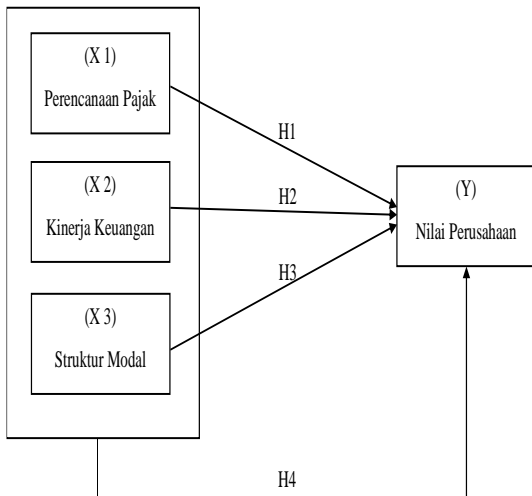 (X 1)
Perencanaan Pajak
H1
(X 2)
Kinerja Keuangan
H2
(Y)
Nilai Perusahaan
H3
(X 3)
Struktur Modal
H4